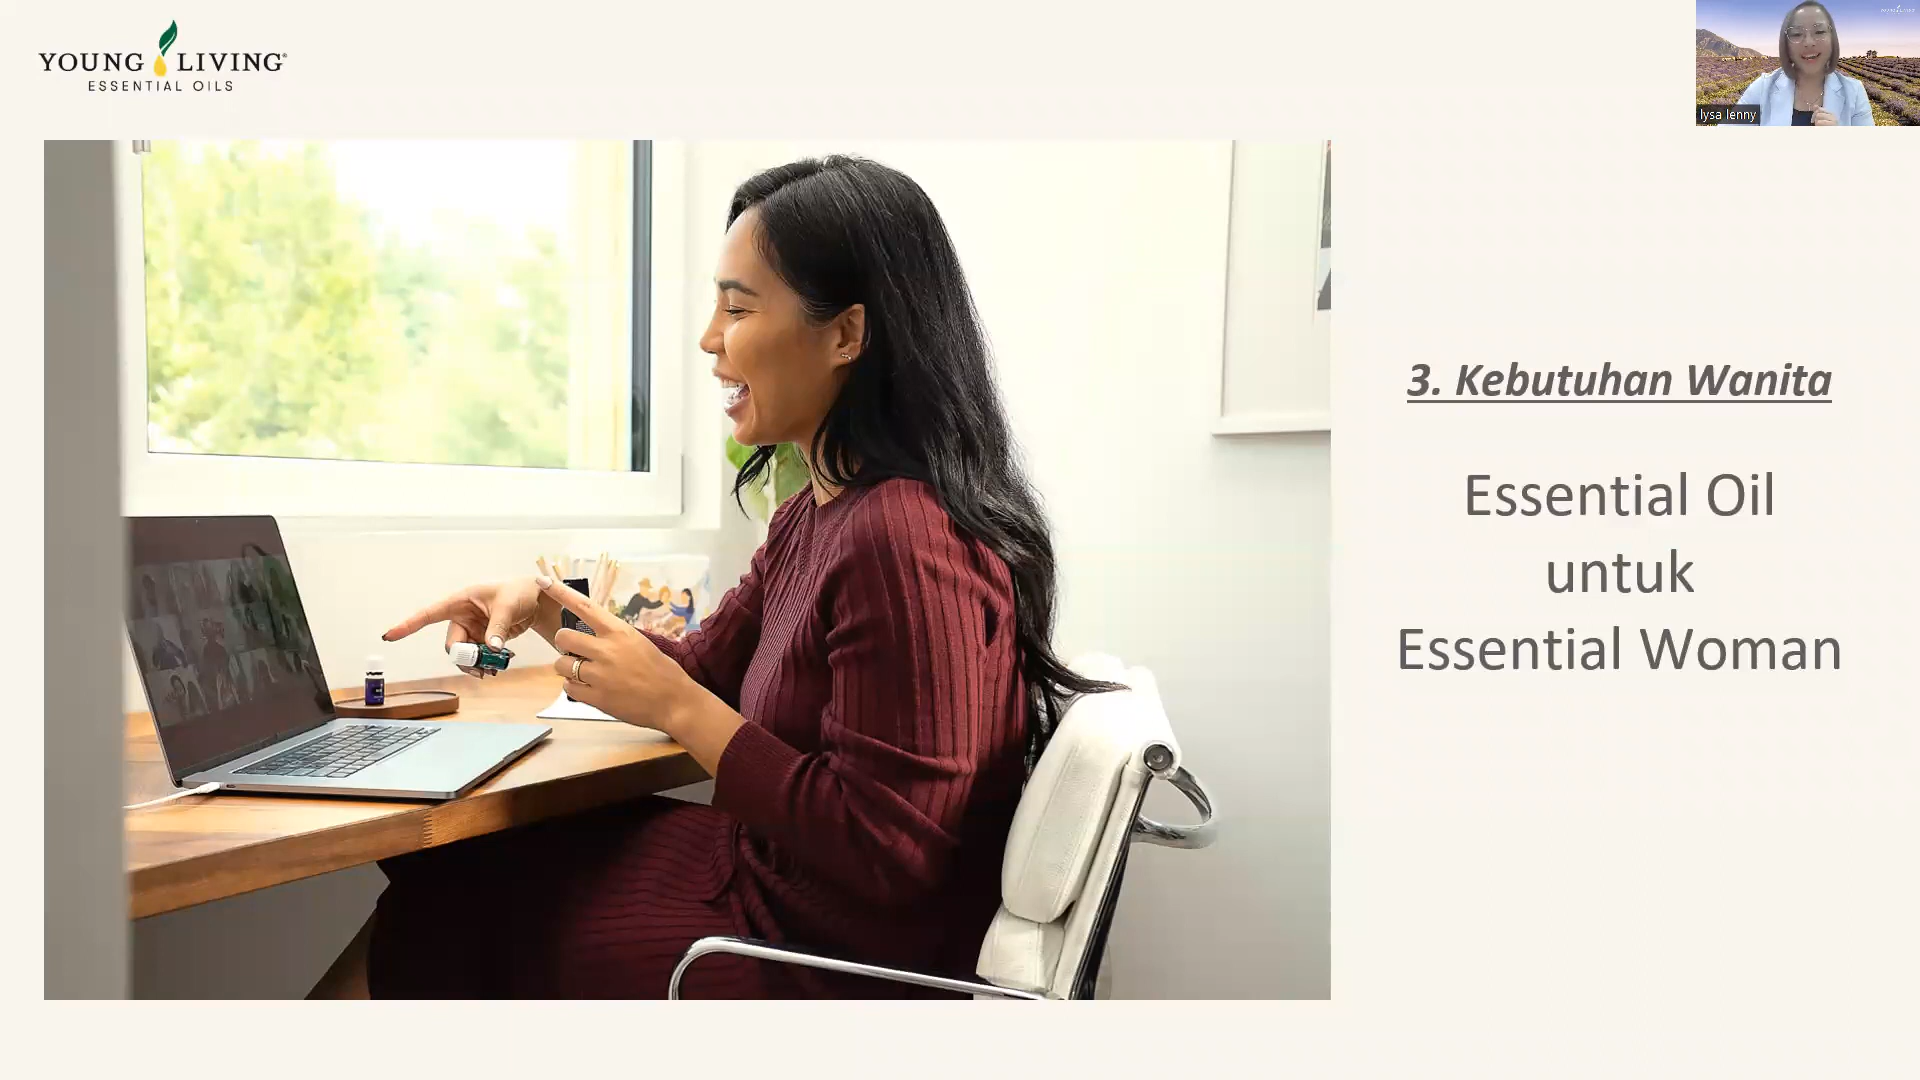 YOUNG LIVING
ESSENTIAL OILS
lysa lenny
3. Kebutuhan Wanita
Essential Oil
untuk
Essential Woman